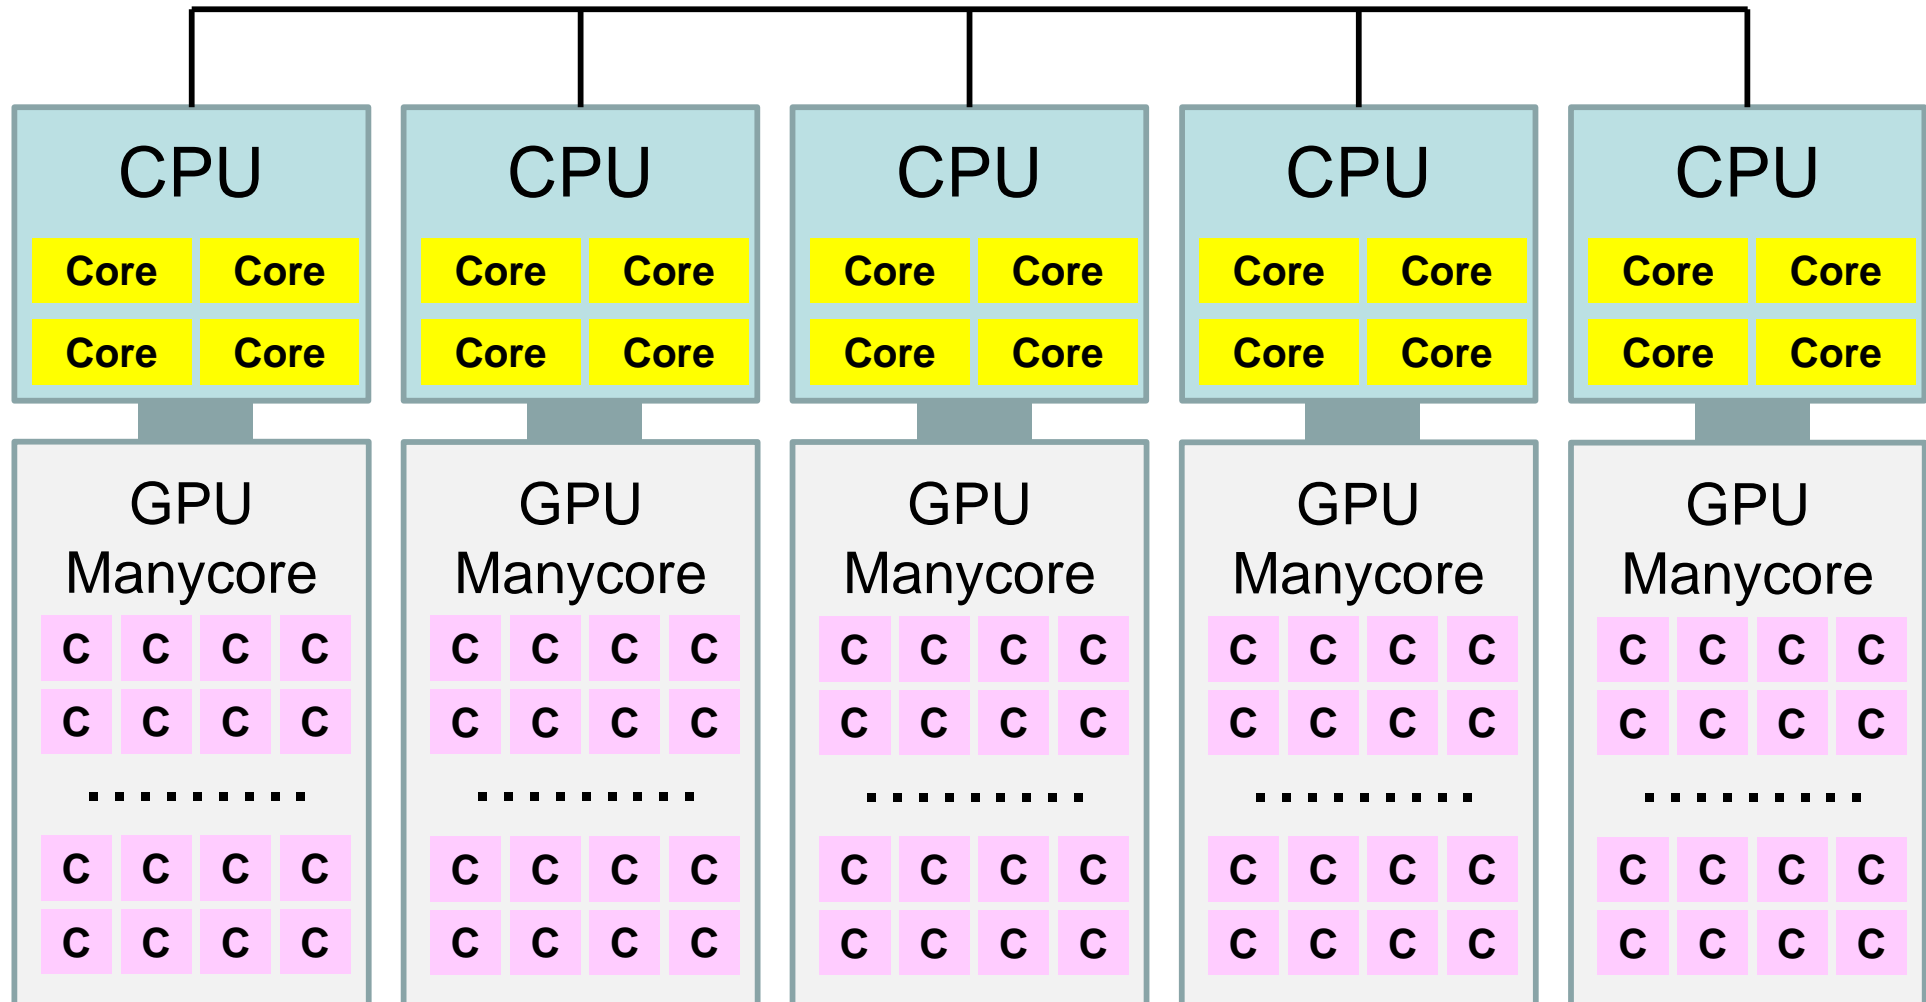 CPU CPU CPU CPU CPU
Core Core Core Core Core Core Core Core Core Core
Core Core Core Core Core Core Core Core Core Core
GPU GPU GPU GPU GPU
Manycore Manycore Manycore Manycore Manycore
C C C C C C C C C C C C C C C C C C C C
C C C C C C C C C C C C C C C C C C C C
......... ......... ......... ......... .........
C C C C C C C C C C C C C C C C C C C C
C C C C C C C C C C C C C C C C C C C C